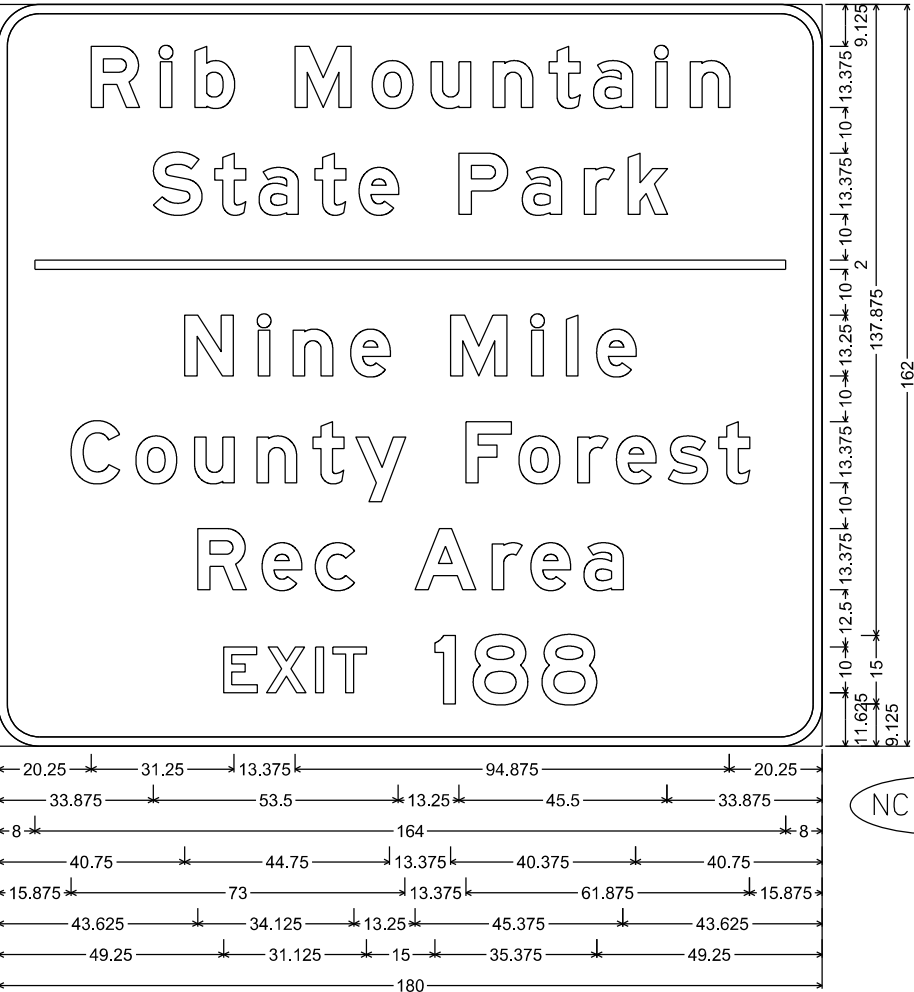 Rib Mountain
State Park
Nine Mile
County Forest
Rec Area
EXIT 188
9.125
13.375
10
13.375
10
2
10
13.25
10
13.375
10
13.375
12.5
10
11.625
137.875
15
9.125
162
20.25 31.25 13.375 94.875 20.25
33.875 53.5 13.25 45.5 33.875
8 164 8
40.75 44.75 13.375 40.375 40.75
15.875 73 13.375 61.875 15.875
43.625 34.125 13.25 45.375 43.625
49.25 31.125 15 35.375 49.25
180
NC